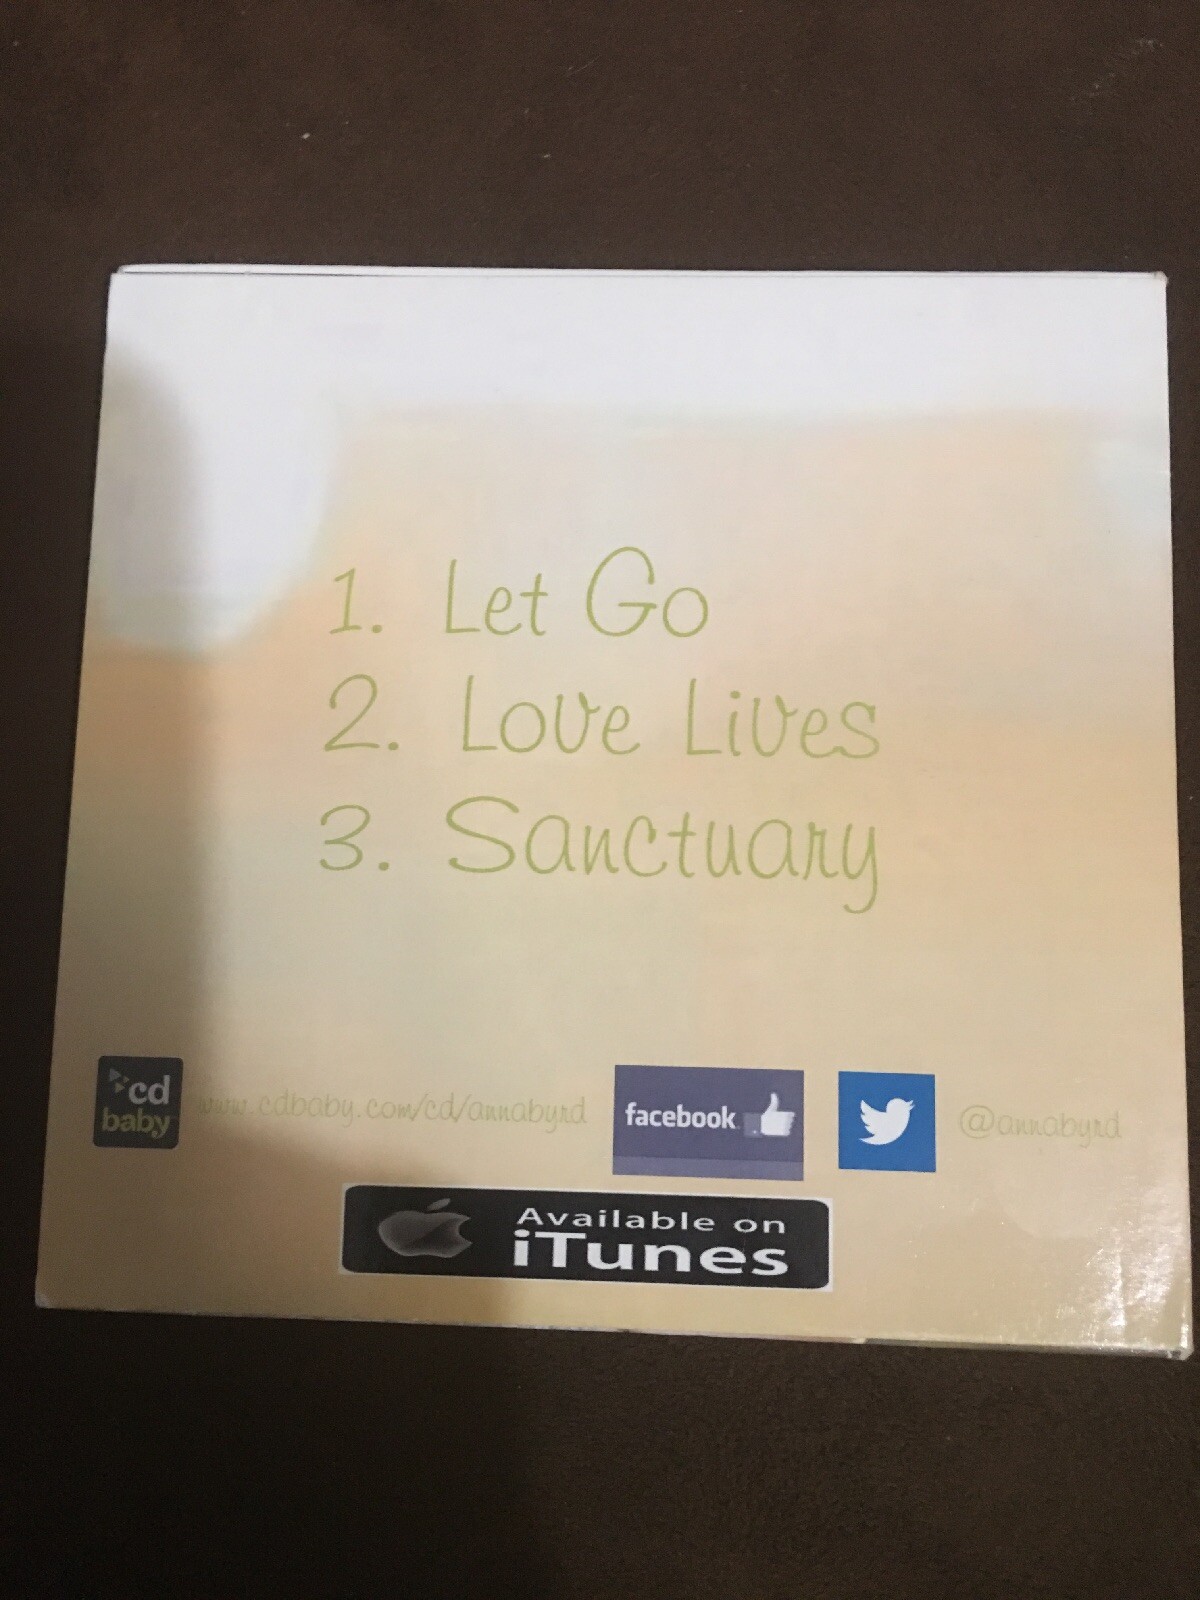 1. Let Go
2. Love Lives
3. Sanctuary
cd baby www.cdbaby.com/cd/annabyrd facebook @annabyrd
Available on
iTunes